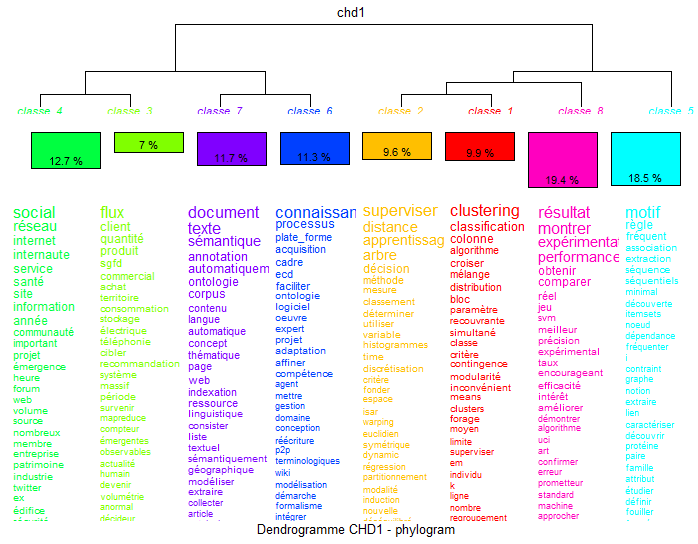 chd1
classe_4 classe_3 classe_7 classe_6 classe_2 classe_1 classe_8 classe_5
12.7 % 7 % 11.7 % 11.3 % 9.6 % 9.9 % 19.4 % 18.5 %
social
réseau
internet
internaute
service
santé
site
information
année
communauté
important
projet
émergence
heure
forum
web
volume
source
nombreux
membre
entreprise
patrimoine
industrie
twitter
ex
édifice
flux
client
quantité
produit
sgfd
commercial
achat
territoire
consommation
stockage
électrique
téléphonie
cibler
recommandation
système
massif
période
survenir
mapreduce
compteur
émergentes
observables
actualité
humain
devenir
volumétrie
anormal
décideur
document
texte
sémantique
annotation
automatiquem
ontologie
corpus
contenu
langue
automatique
concept
thématique
page
web
indexation
ressource
linguistique
consister
liste
textuel
sémantiquement
géographique
modéliser
extraire
collecter
article
connaissan
processus
plate_forme
acquisition
cadre
ecd
faciliter
ontologie
logiciel
oeuvre
expert
projet
adaptation
affiner
compétence
agent
mettre
gestion
domaine
conception
réécriture
p2p
terminologiques
wiki
modélisation
démarche
formalisme
intégrer
superviser
distance
apprentissag
arbre
décision
méthode
mesure
classement
déterminer
utiliser
variable
histogrammes
time
discrétisation
critère
fonder
espace
isar
warping
euclidien
symétrique
dynamic
régression
partitionnement
modalité
induction
nouvelle
clustering
classification
colonne
algorithme
croiser
mélange
distribution
bloc
paramètre
recouvrante
simultané
classe
critère
contingence
modularité
inconvénient
means
clusters
forage
moyen
limite
superviser
em
individu
k
ligne
nombre
regroupement
résultat
montrer
expérimenta
performance
obtenir
comparer
réel
jeu
svm
meilleur
précision
expérimental
taux
encourageant
efficacité
intérêt
améliorer
démontrer
algorithme
uci
art
confirmer
erreur
prometteur
standard
machine
approcher
motif
règle
fréquent
association
extraction
séquence
séquentiels
minimal
découverte
itemsets
noeud
dépendance
fréquenter
i
contraint
graphe
notion
extraire
lien
caractériser
découvrir
protéine
paire
famille
attribut
étudier
définir
fouiller
Dendrogramme CHD1 - phylogram